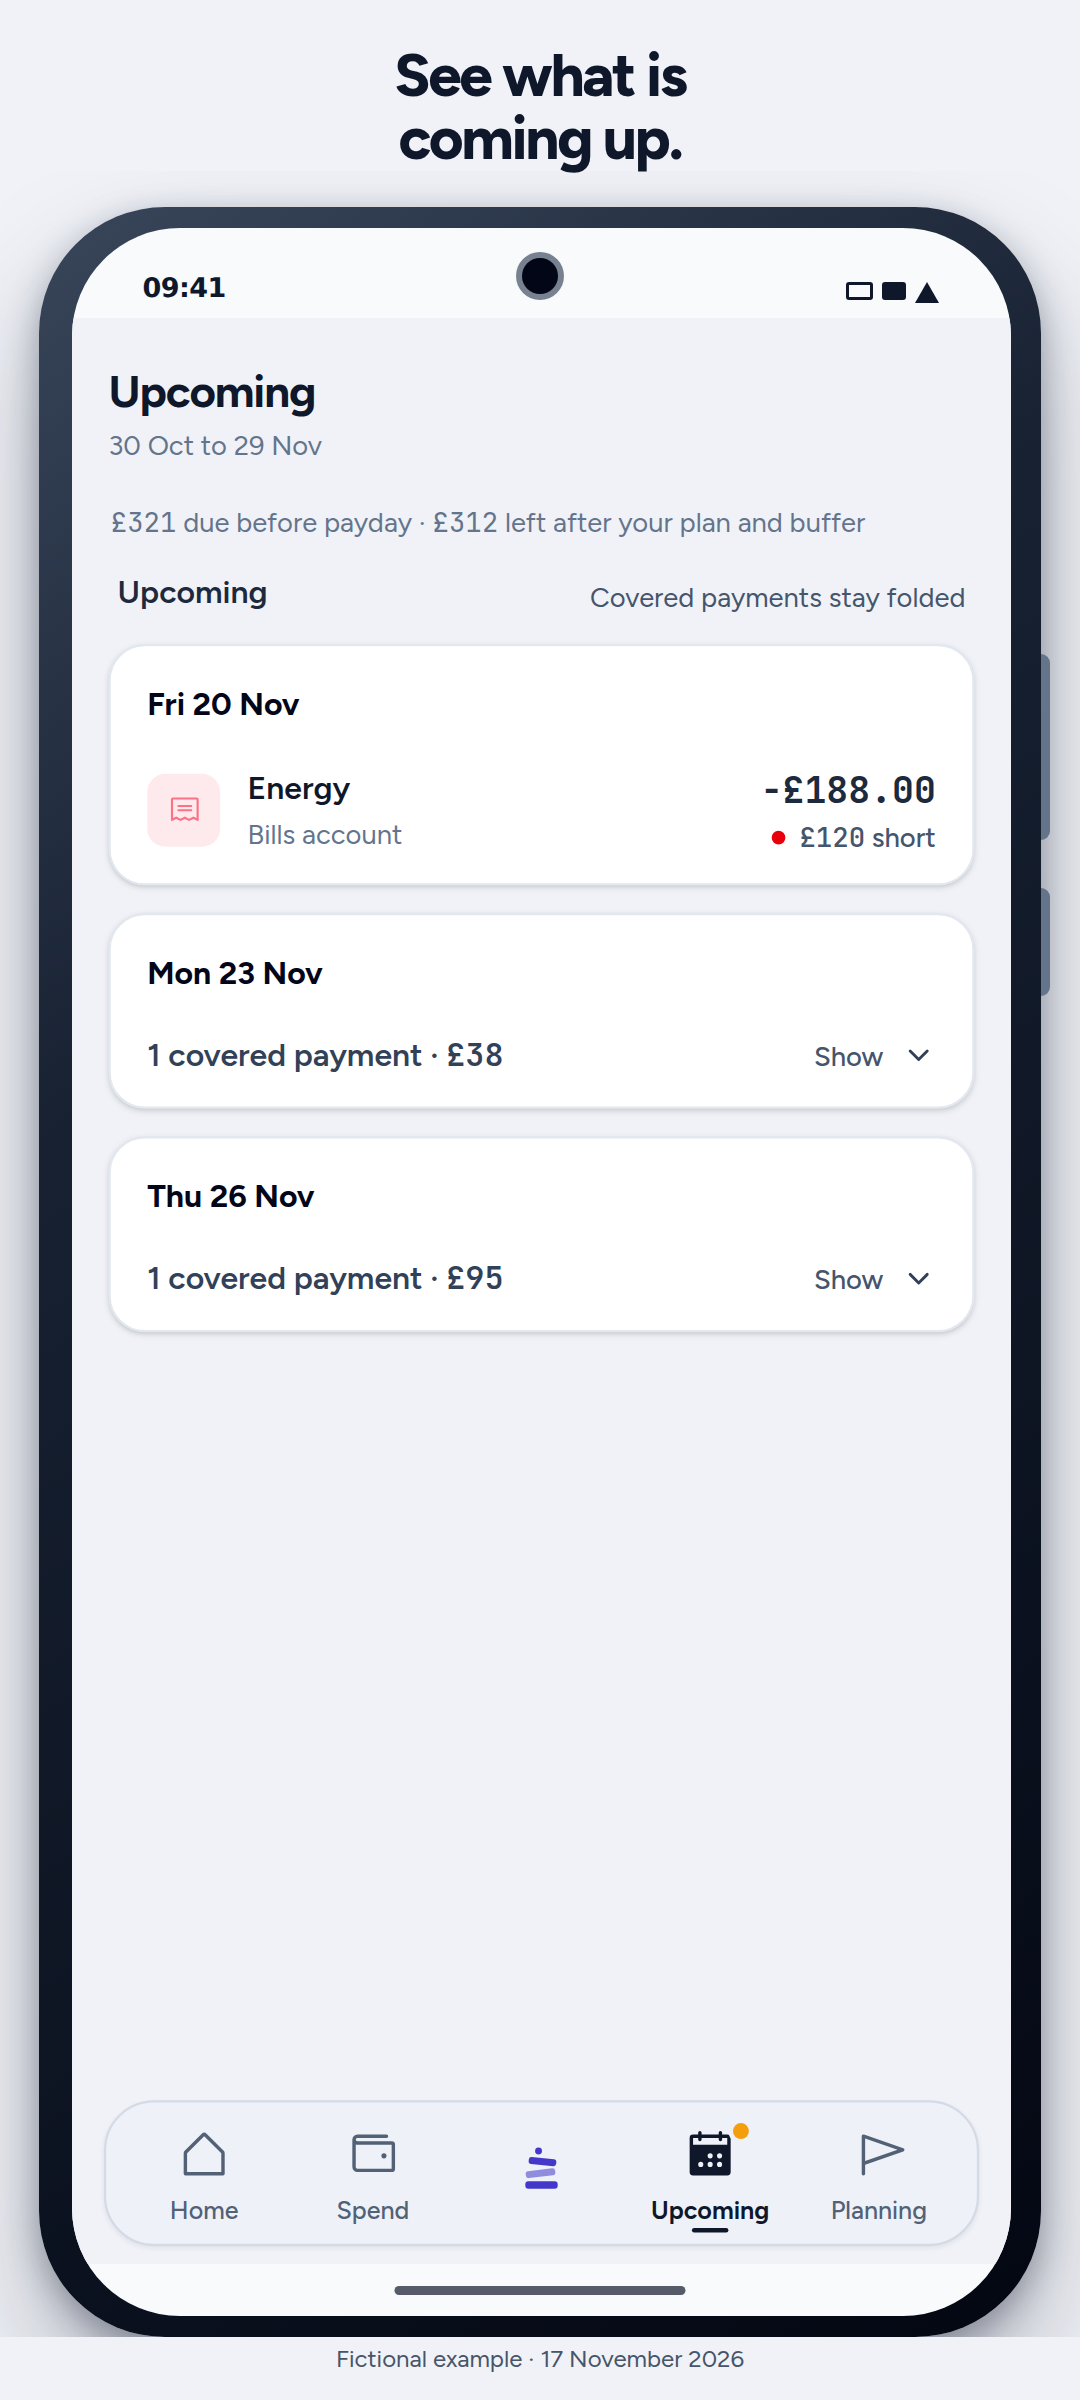 See what is
coming up.
09:41
Upcoming
30 Oct to 29 Nov
£321 due before payday · £312 left after your plan and buffer
Upcoming
Covered payments stay folded
Fri 20 Nov
Energy
-£188.00
Bills account
£120 short
Mon 23 Nov
1 covered payment · £38
Show
Thu 26 Nov
1 covered payment · £95
Show
Home
Spend
Upcoming
Planning
Fictional example · 17 November 2026